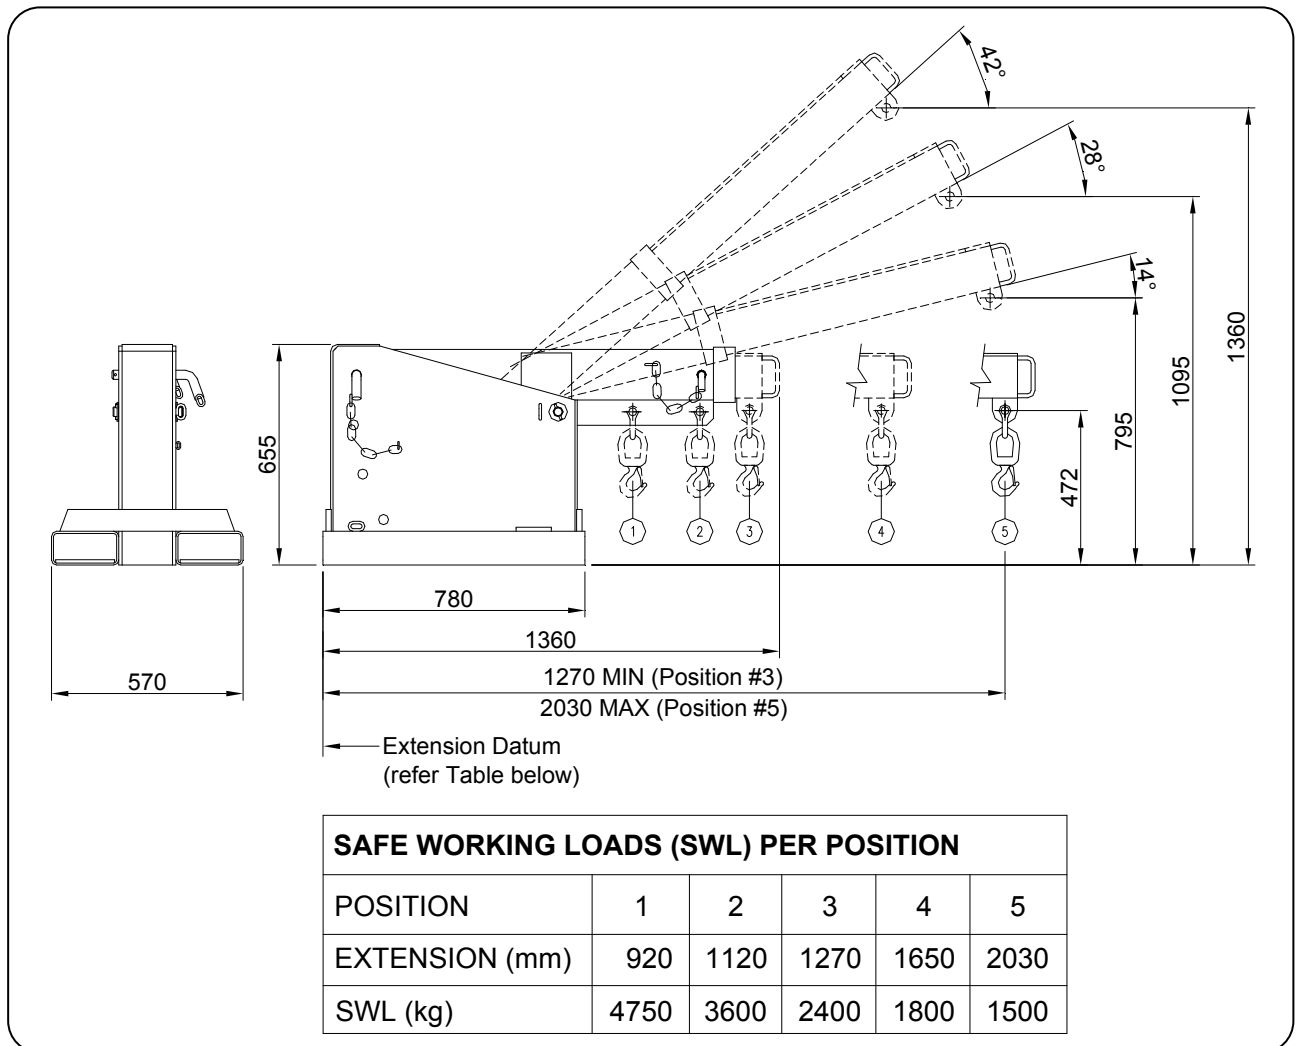 42°
28°
14°
1360
1095
795
655
472
1 2 3 4 5
780
1360
570
1270 MIN (Position #3)
2030 MAX (Position #5)
Extension Datum
(refer Table below)
SAFE WORKING LOADS (SWL) PER POSITION
POSITION 1 2 3 4 5
EXTENSION (mm) 920 1120 1270 1650 2030
SWL (kg) 4750 3600 2400 1800 1500